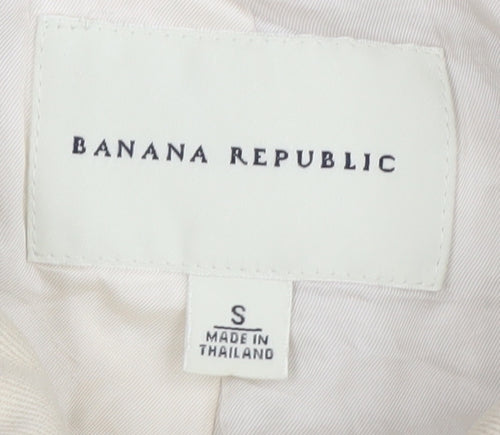 BANANA REPUBLIC
S
MADE IN
THAILAND